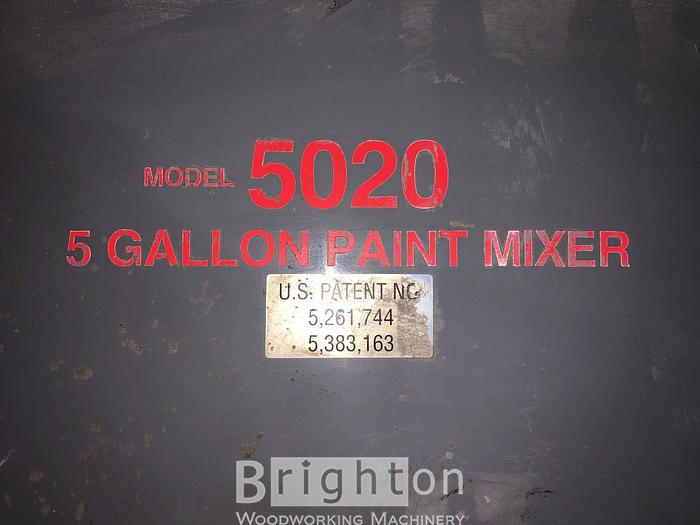 MODEL 5020
5 GALLON PAINT MIXER
U.S. PATENT NO
5,261,744
5,383,163
Brighton
WOODWORKING MACHINERY